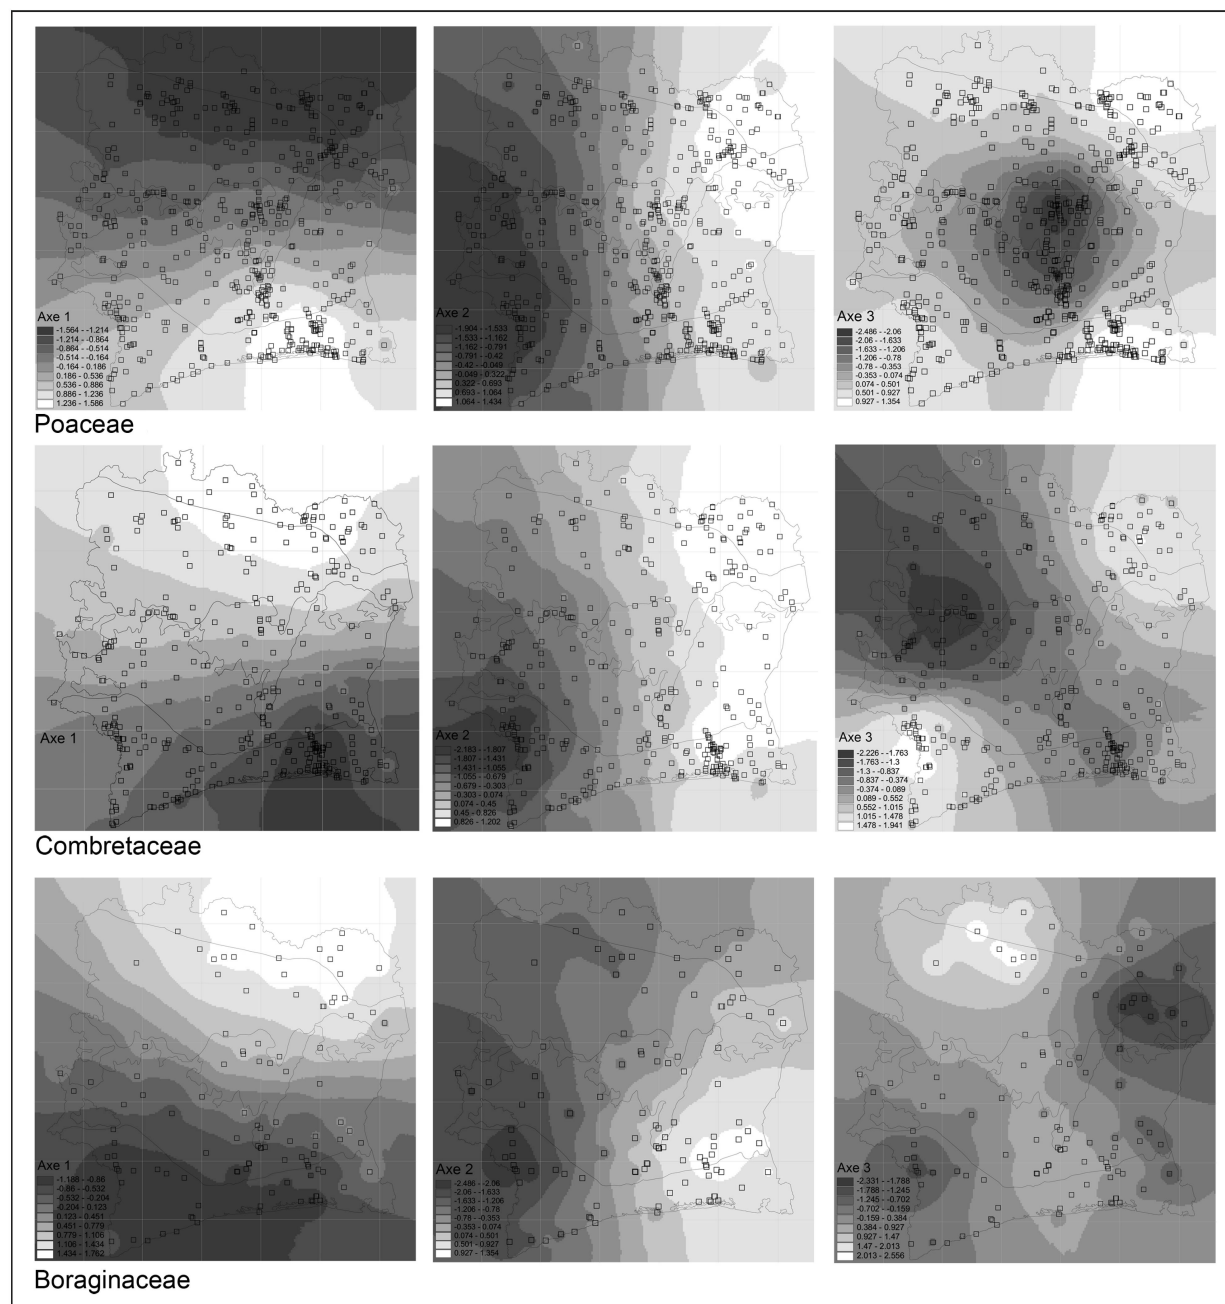 Axe 1
-1.564 - -1.214
-1.214 - -0.864
-0.864 - -0.514
-0.514 - -0.164
-0.164 - 0.186
0.186 - 0.536
0.536 - 0.886
0.886 - 1.236
1.236 - 1.586
Axe 2
-1.904 - -1.533
-1.533 - -1.162
-1.162 - -0.791
-0.791 - -0.42
-0.42 - -0.049
-0.049 - 0.322
0.322 - 0.693
0.693 - 1.064
1.064 - 1.434
Axe 3
-2.486 - -2.06
-2.06 - -1.633
-1.633 - -1.206
-1.206 - -0.78
-0.78 - -0.353
-0.353 - 0.074
0.074 - 0.501
0.501 - 0.927
0.927 - 1.354
Poaceae
Axe 1
Axe 2
-2.183 - -1.807
-1.807 - -1.431
-1.431 - -1.055
-1.055 - -0.679
-0.679 - -0.303
-0.303 - 0.074
0.074 - 0.45
0.45 - 0.826
0.826 - 1.202
Axe 3
-2.226 - -1.763
-1.763 - -1.3
-1.3 - -0.837
-0.837 - -0.374
-0.374 - 0.089
0.089 - 0.552
0.552 - 1.015
1.015 - 1.478
1.478 - 1.941
Combretaceae
Axe 1
-1.188 - -0.86
-0.86 - -0.532
-0.532 - -0.204
-0.204 - 0.123
0.123 - 0.451
0.451 - 0.779
0.779 - 1.106
1.106 - 1.434
1.434 - 1.762
Axe 2
-2.486 - -2.06
-2.06 - -1.633
-1.633 - -1.206
-1.206 - -0.78
-0.78 - -0.353
-0.353 - 0.074
0.074 - 0.501
0.501 - 0.927
0.927 - 1.354
Axe 3
-2.331 - -1.788
-1.788 - -1.245
-1.245 - -0.702
-0.702 - -0.159
-0.159 - 0.384
0.384 - 0.927
0.927 - 1.47
1.47 - 2.013
2.013 - 2.556
Boraginaceae